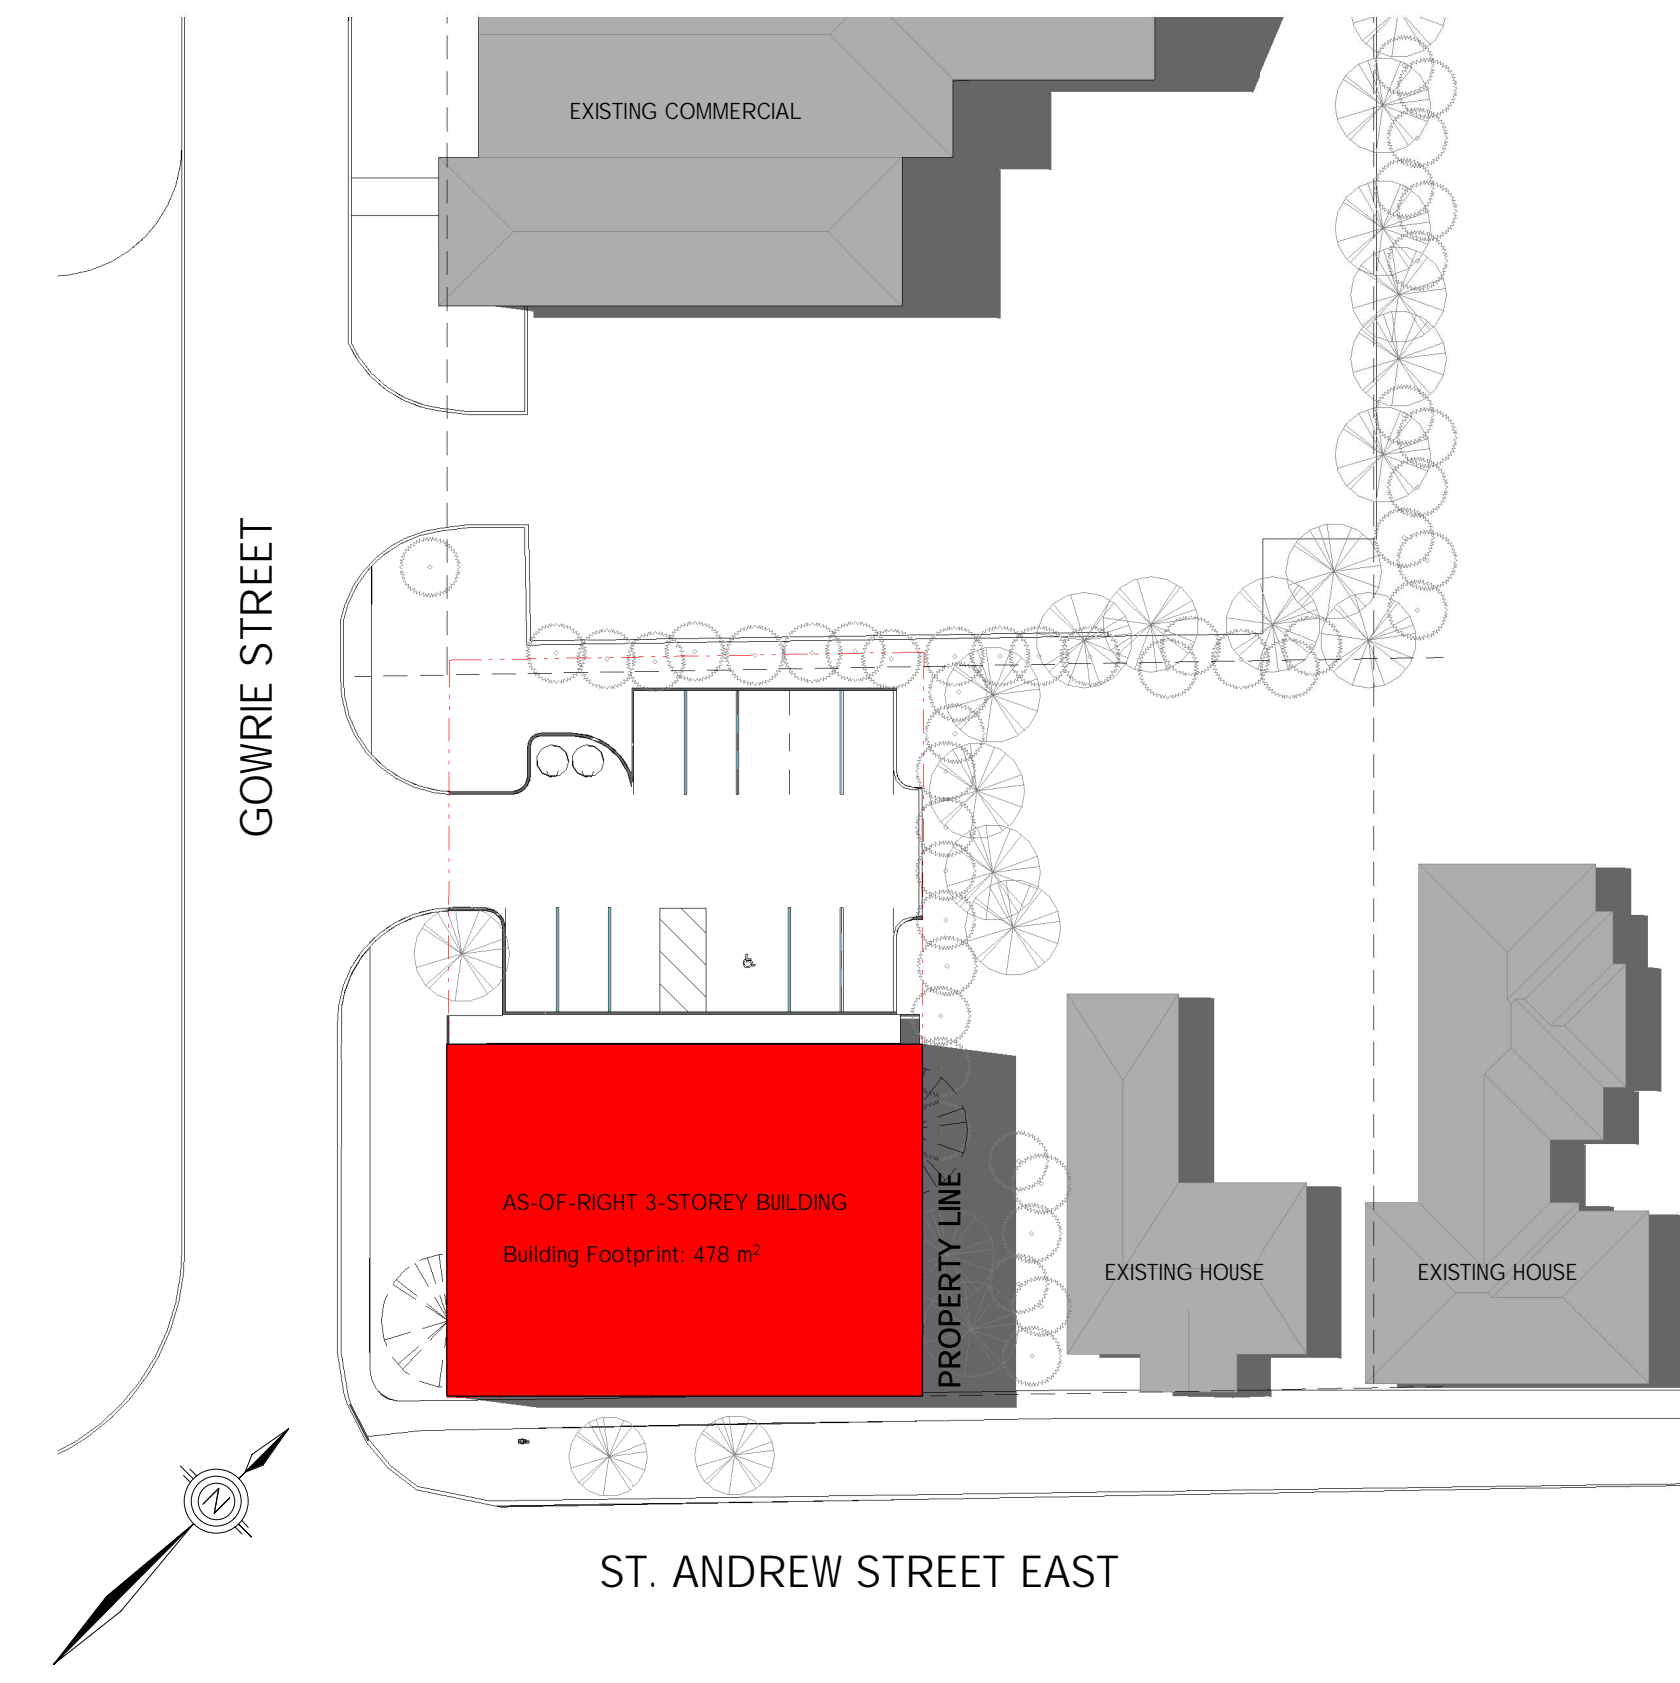 EXISTING COMMERCIAL
GOWRIE STREET
AS-OF-RIGHT 3-STOREY BUILDING
Building Footprint: 478 m²
PROPERTY LINE
EXISTING HOUSE
EXISTING HOUSE
N
ST. ANDREW STREET EAST